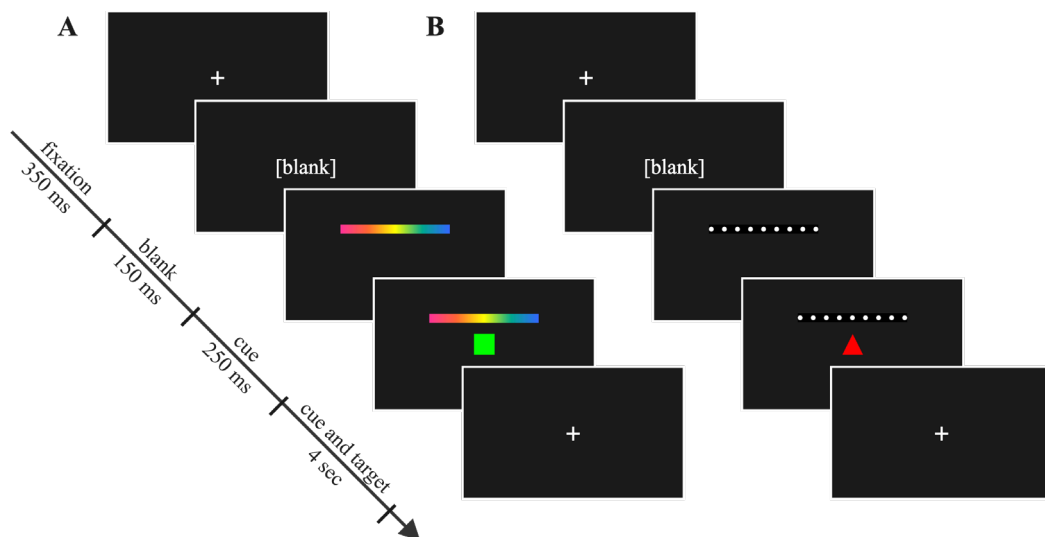 A
B
[blank]
[blank]
fixation
350 ms
blank
150 ms
cue
250 ms
cue and target
4 sec